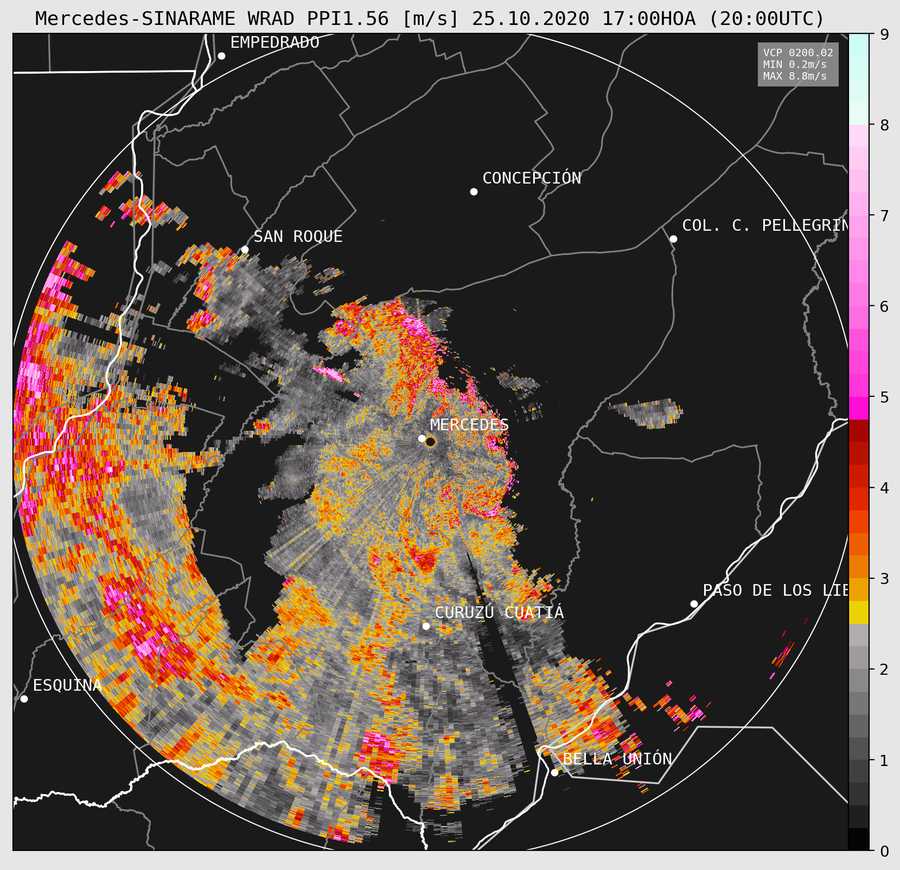 Mercedes-SINARAME WRAD PPI1.56 [m/s] 25.10.2020 17:00HOA (20:00UTC)
EMPEDRADO
VCP 0200.02
MIN 0.2m/s
MAX 8.8m/s
CONCEPCIÓN
COL. C. PELLEGRIN
SAN ROQUE
MERCEDES
PASO DE LOS LIE
CURUZÚ CUATIÁ
ESQUINA
BELLA UNIÓN
9
8
7
6
5
4
3
2
1
0